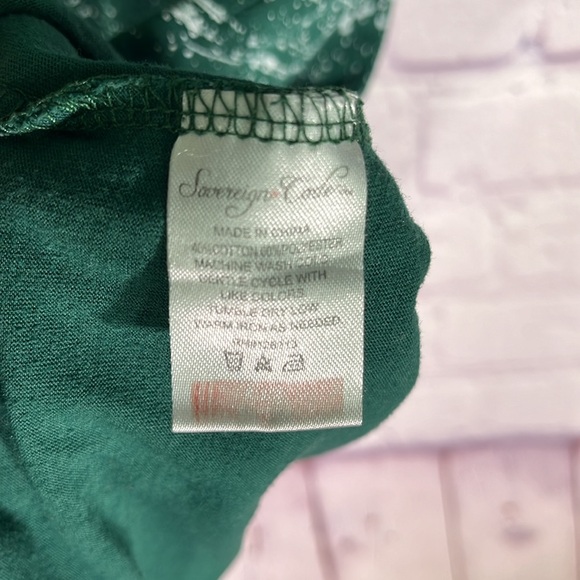 Sovereign Code™
MADE IN CHINA
40%COTTON 60%POLYESTER
MACHINE WASH COLD
GENTLE CYCLE WITH
LIKE COLORS
TUMBLE DRY LOW
WARM IRON AS NEEDED.